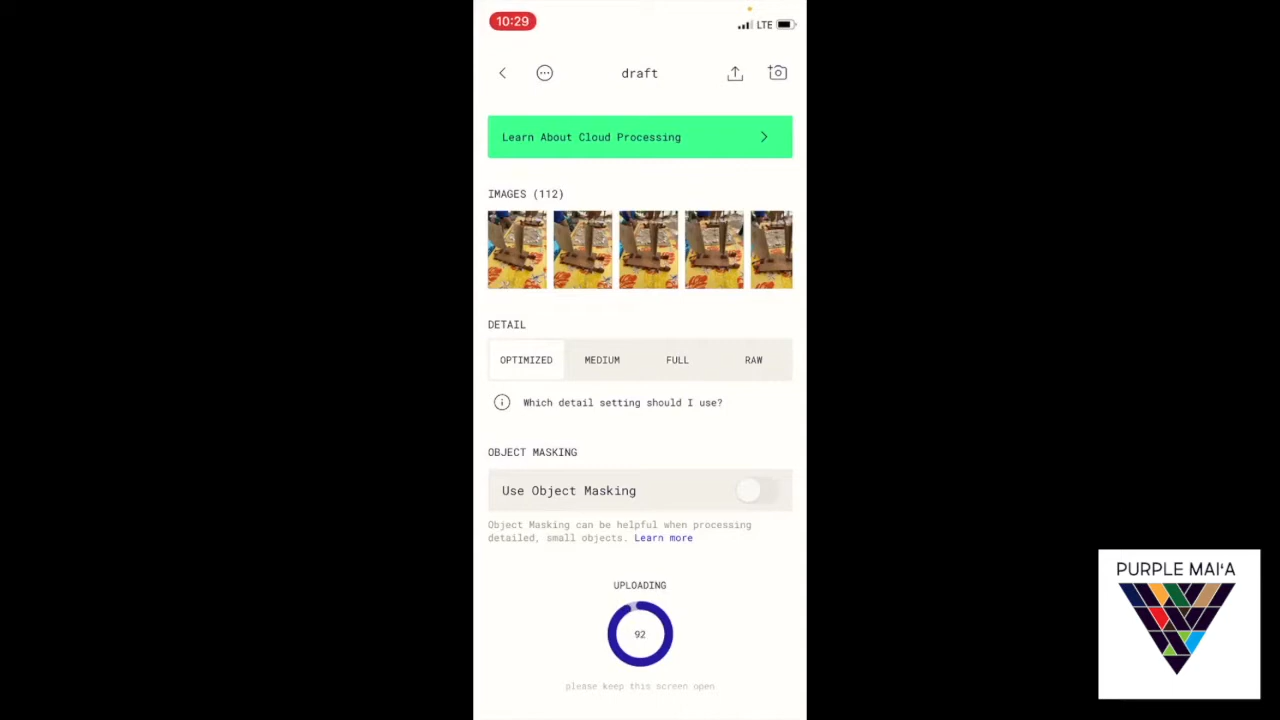 10:29
LTE
draft
Learn About Cloud Processing
IMAGES (112)
DETAIL
OPTIMIZED MEDIUM FULL RAW
Which detail setting should I use?
OBJECT MASKING
Use Object Masking
Object Masking can be helpful when processing
detailed, small objects. Learn more
UPLOADING
92
please keep this screen open
PURPLE MAIʻA